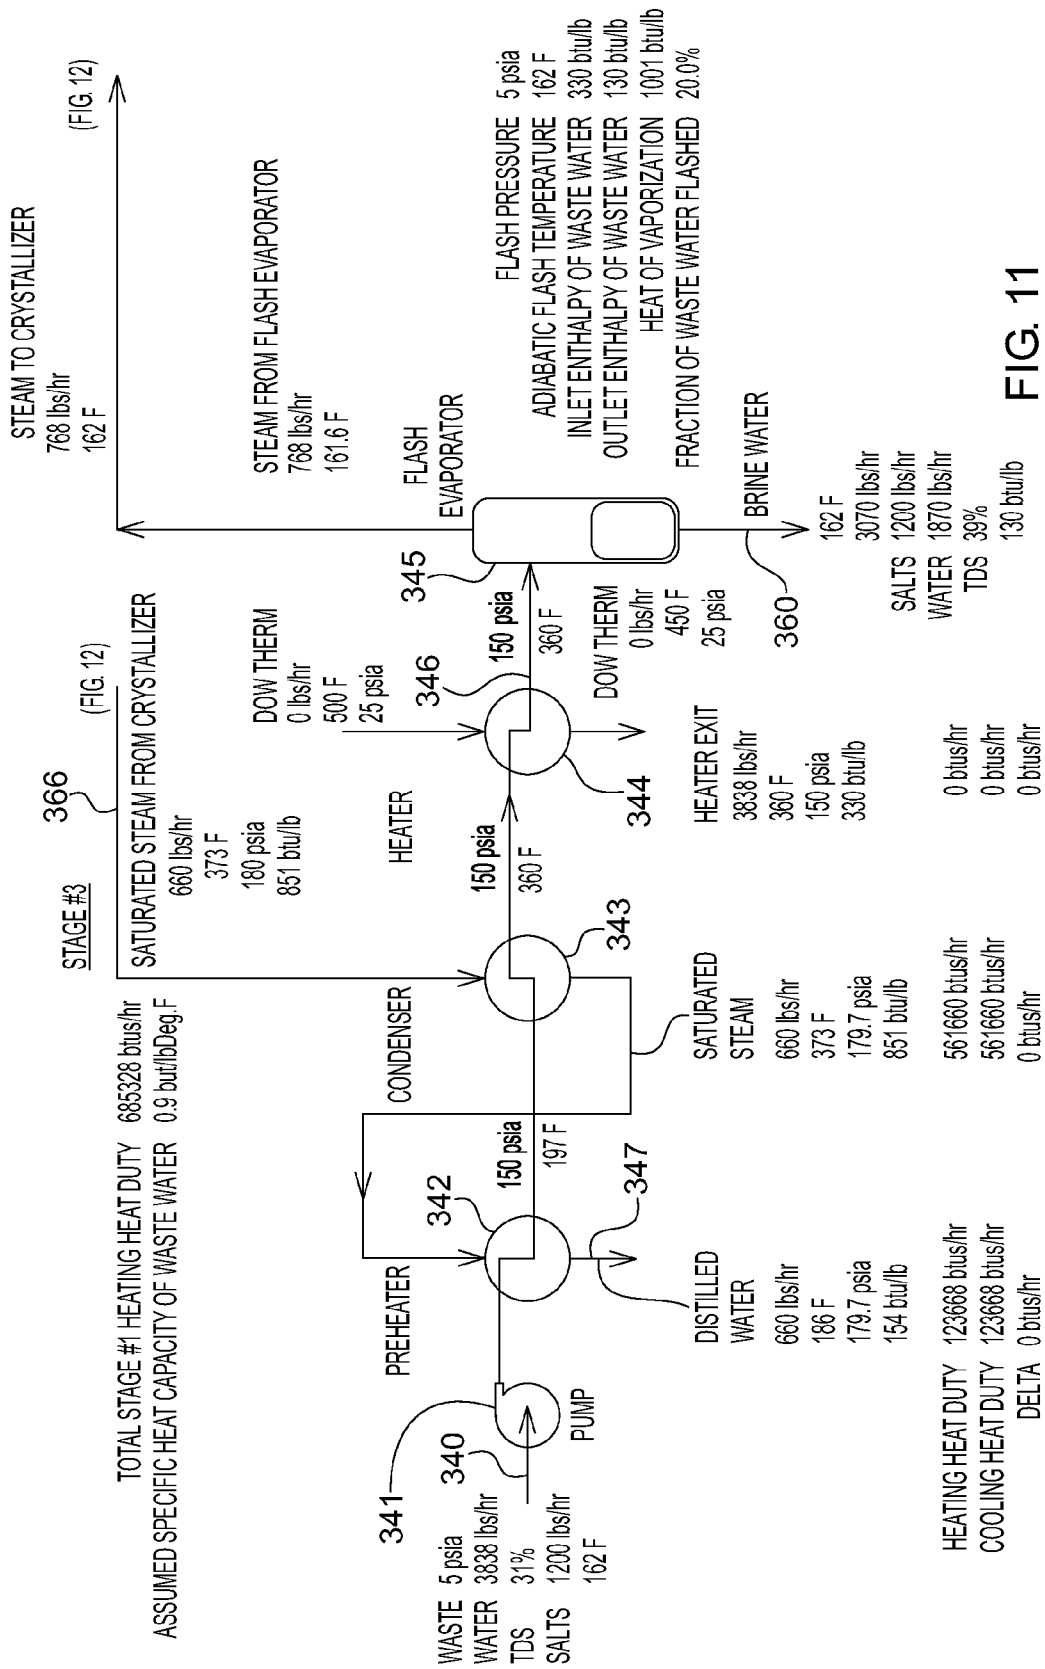 STAGE #3
TOTAL STAGE #1 HEATING HEAT DUTY 685328 btus/hr
ASSUMED SPECIFIC HEAT CAPACITY OF WASTE WATER 0.9 but/lbDeg.F
366
(FIG. 12)
SATURATED STEAM FROM CRYSTALLIZER
660 lbs/hr
373 F
180 psia
851 btu/lb
STEAM TO CRYSTALLIZER
768 lbs/hr
162 F
(FIG. 12)
STEAM FROM FLASH EVAPORATOR
768 lbs/hr
161.6 F
DOW THERM
0 lbs/hr
500 F
25 psia
FLASH
EVAPORATOR
345
FLASH PRESSURE 5 psia
ADIABATIC FLASH TEMPERATURE 162 F
INLET ENTHALPY OF WASTE WATER 330 btu/lb
OUTLET ENTHALPY OF WASTE WATER 130 btu/lb
HEAT OF VAPORIZATION 1001 btu/lb
FRACTION OF WASTE WATER FLASHED 20.0%
341
PREHEATER
342
CONDENSER
HEATER
346
WASTE 5 psia
WATER 3838 lbs/hr
TDS 31%
SALTS 1200 lbs/hr
162 F
340
PUMP
150 psia
197 F
150 psia
360 F
150 psia
360 F
347
343
344
DOW THERM
0 lbs/hr
450 F
25 psia
BRINE WATER
360
162 F
3070 lbs/hr
SALTS 1200 lbs/hr
WATER 1870 lbs/hr
TDS 39%
130 btu/lb
DISTILLED
WATER
660 lbs/hr
186 F
179.7 psia
154 btu/lb
SATURATED
STEAM
660 lbs/hr
373 F
179.7 psia
851 btu/lb
HEATER EXIT
3838 lbs/hr
360 F
150 psia
330 btu/lb
HEATING HEAT DUTY 123668 btus/hr 561660 btus/hr 0 btus/hr
COOLING HEAT DUTY 123668 btus/hr 561660 btus/hr 0 btus/hr
DELTA 0 btus/hr 0 btus/hr 0 btus/hr
FIG. 11